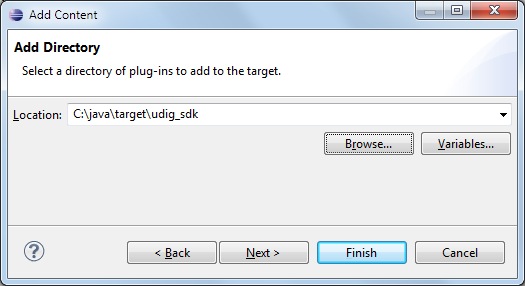 Add Content
Add Directory
Select a directory of plug-ins to add to the target.
Location: C:\java\target\udig_sdk
Browse... Variables...
? < Back Next > Finish Cancel